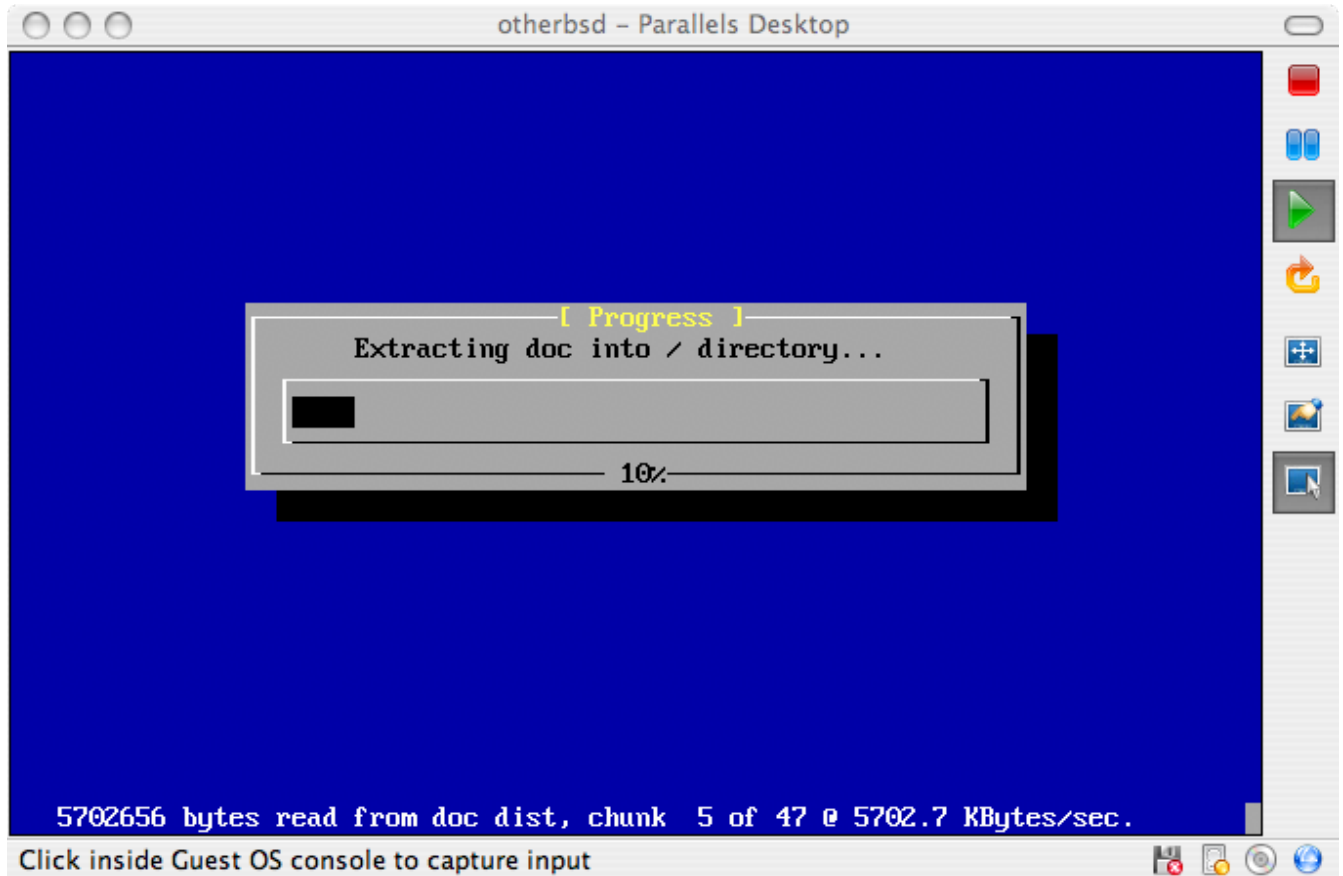 otherbsd – Parallels Desktop
[ Progress ]
Extracting doc into / directory...
10%
5702656 bytes read from doc dist, chunk  5 of 47 @ 5702.7 KBytes/sec.
Click inside Guest OS console to capture input